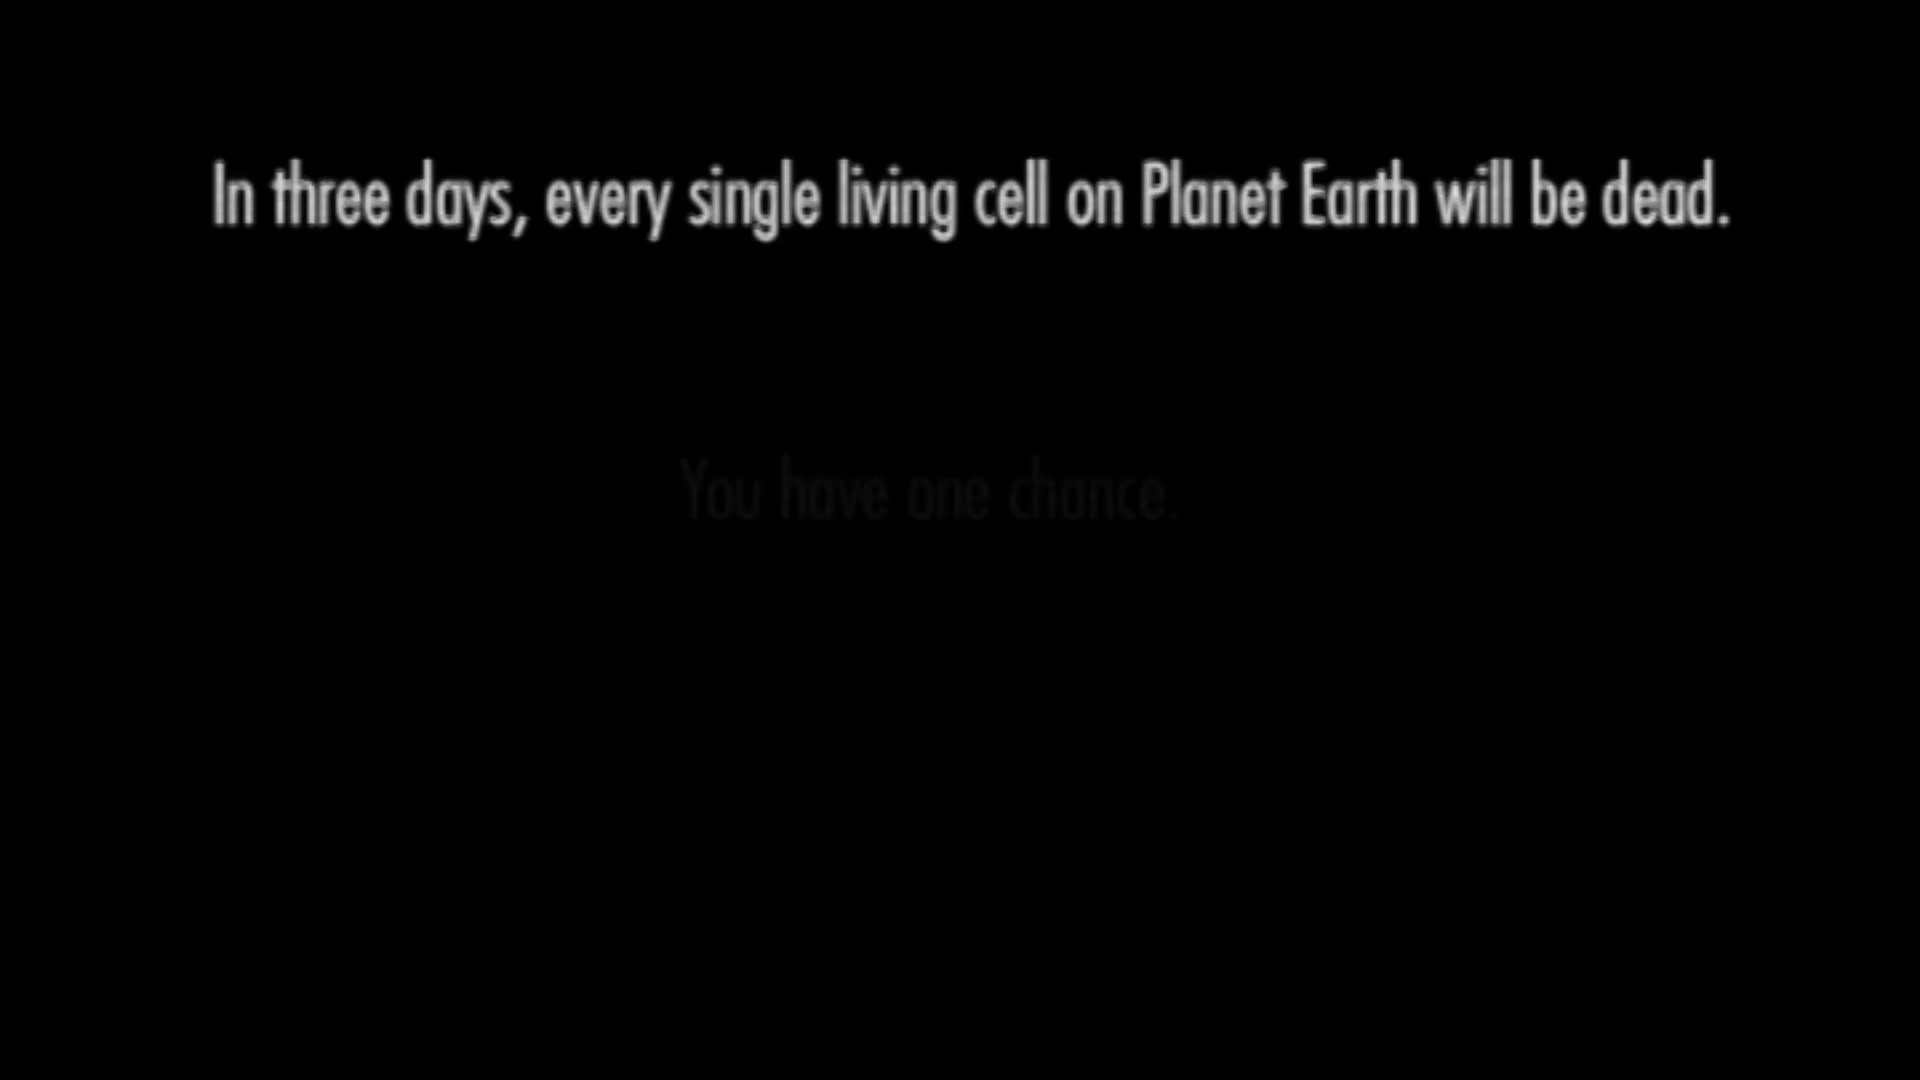 In three days, every single living cell on Planet Earth will be dead.
You have one chance.